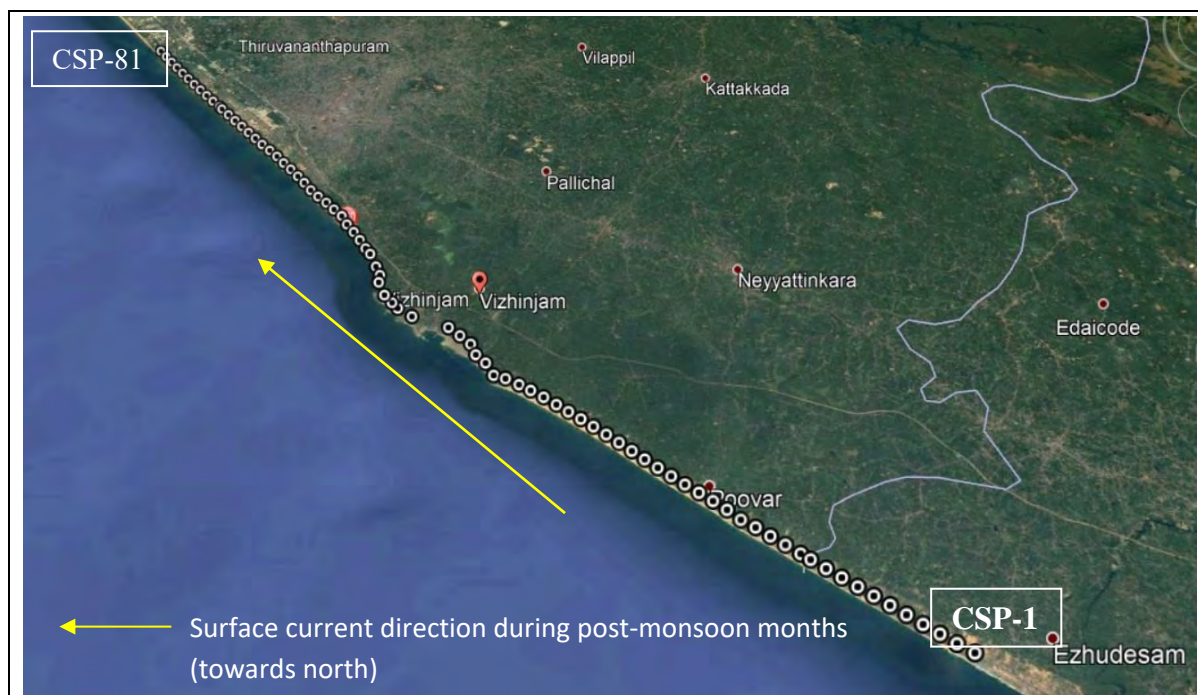 CSP-81
Thiruvananthapuram
Vilappil
Kattakkada
Pallichal
Neyyattinkara
Vizhinjam
Edaicode
Poovar
CSP-1
Ezhudesam
Surface current direction during post-monsoon months
(towards north)